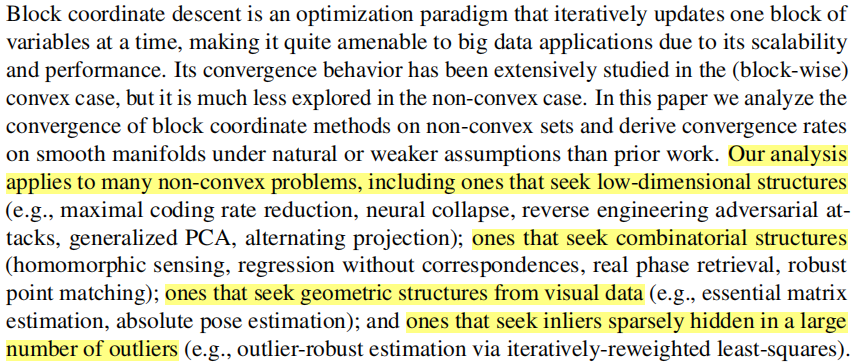 Block coordinate descent is an optimization paradigm that iteratively updates one block of
variables at a time, making it quite amenable to big data applications due to its scalability
and performance. Its convergence behavior has been extensively studied in the (block-wise)
convex case, but it is much less explored in the non-convex case. In this paper we analyze the
convergence of block coordinate methods on non-convex sets and derive convergence rates
on smooth manifolds under natural or weaker assumptions than prior work. Our analysis
applies to many non-convex problems, including ones that seek low-dimensional structures
(e.g., maximal coding rate reduction, neural collapse, reverse engineering adversarial at-
tacks, generalized PCA, alternating projection); ones that seek combinatorial structures
(homomorphic sensing, regression without correspondences, real phase retrieval, robust
point matching); ones that seek geometric structures from visual data (e.g., essential matrix
estimation, absolute pose estimation); and ones that seek inliers sparsely hidden in a large
number of outliers (e.g., outlier-robust estimation via iteratively-reweighted least-squares).